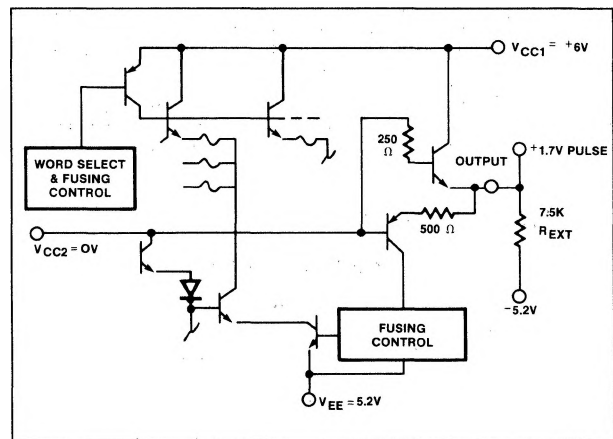 VCC1 = +6V
WORD SELECT
& FUSING
CONTROL
250
Ω
OUTPUT
+1.7V PULSE
500 Ω
7:5K
REXT
VCC2 = 0V
-5.2V
FUSING
CONTROL
VEE = 5.2V